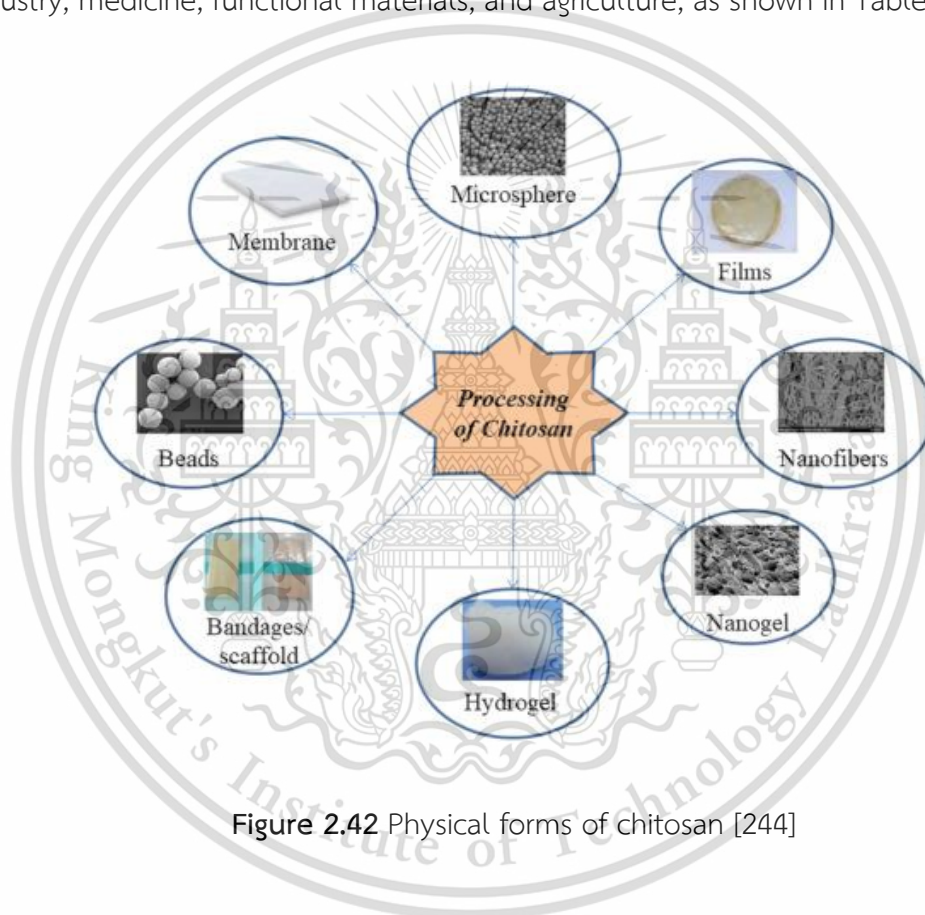 ustry, medicine, functional materials, and agriculture, as shown in Table
Microsphere
Membrane
Films
Processing
of Chitosan
Beads
Nanofibers
Bandages/
scaffold
Nanogel
Hydrogel
King Mongkut's Institute of Technology Ladkrabang
Figure 2.42 Physical forms of chitosan [244]